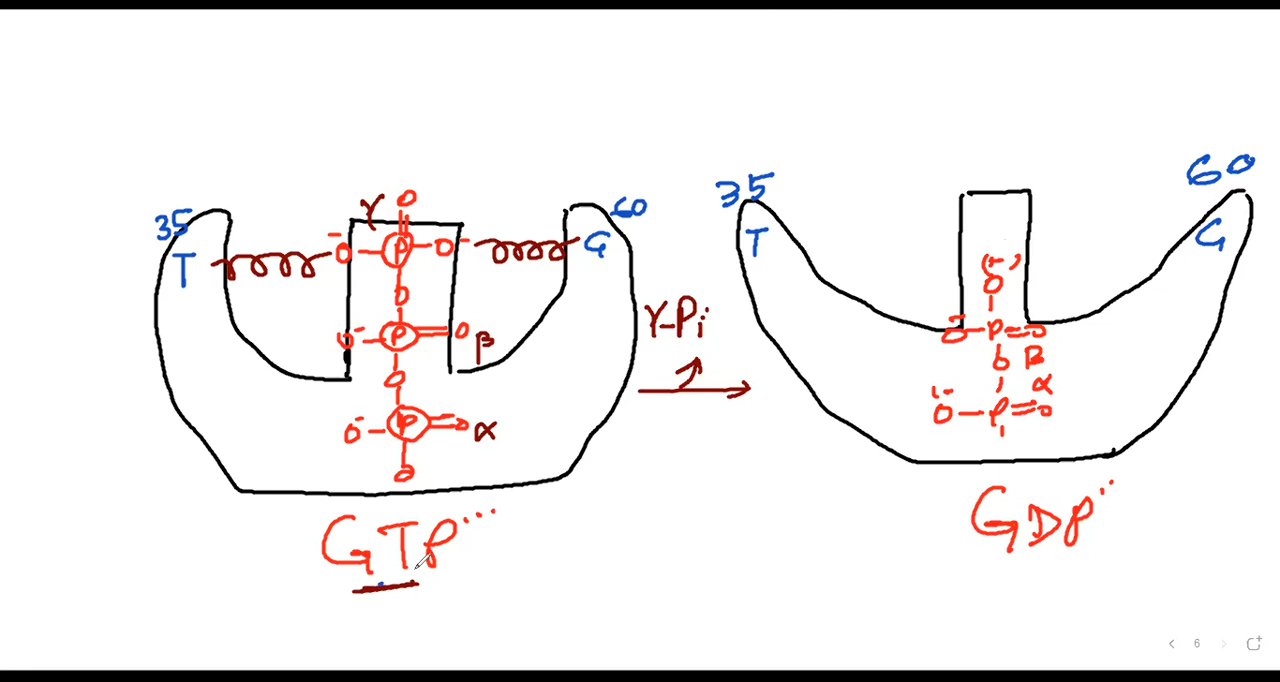 35
T
γ
O
O⁻ P O⁻
O
O⁻ P O
β
O
O⁻ P O α
O
60
G
GTP...
γ-Pi
35
T
60
G
(O⁻)
O⁻ P O
O β
α
O⁻ P O
GDP..
6